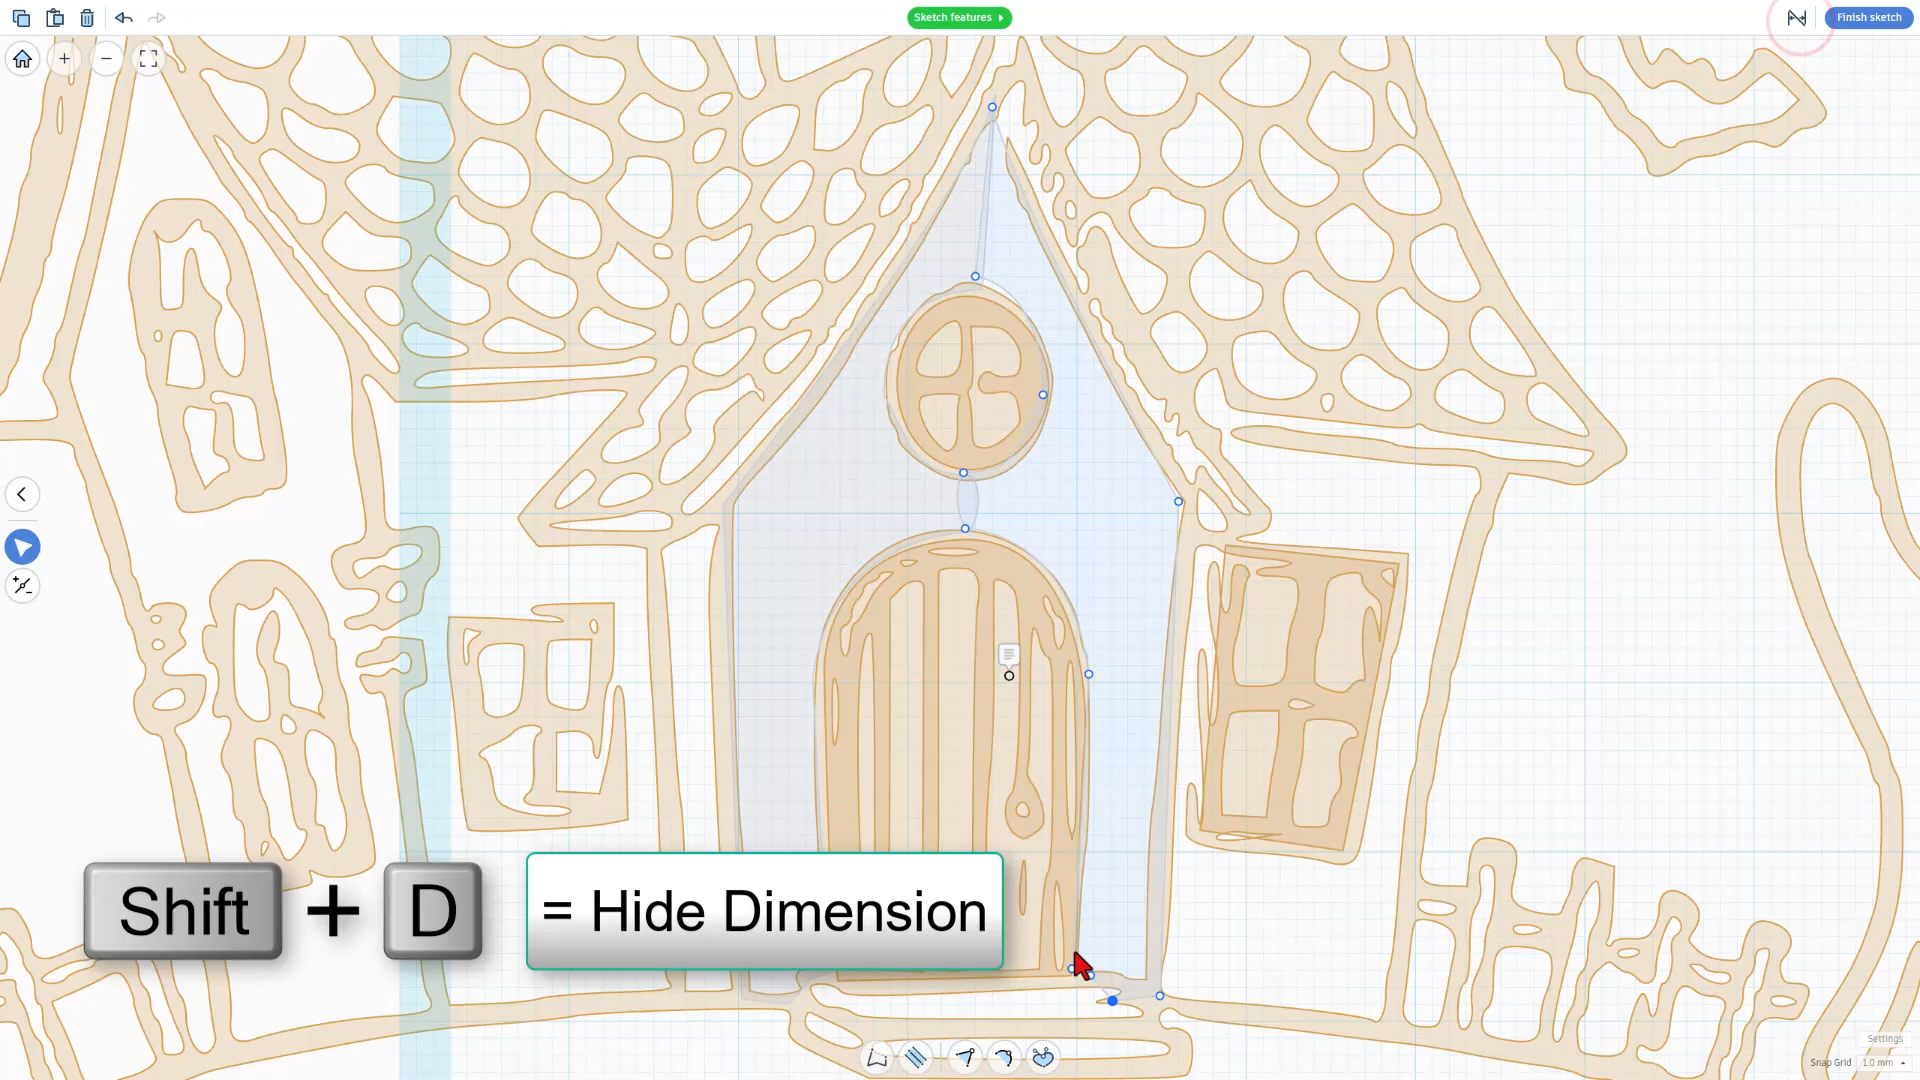 Sketch features
Finish sketch
Shift + D = Hide Dimension
Settings
Snap Grid 1.0 mm